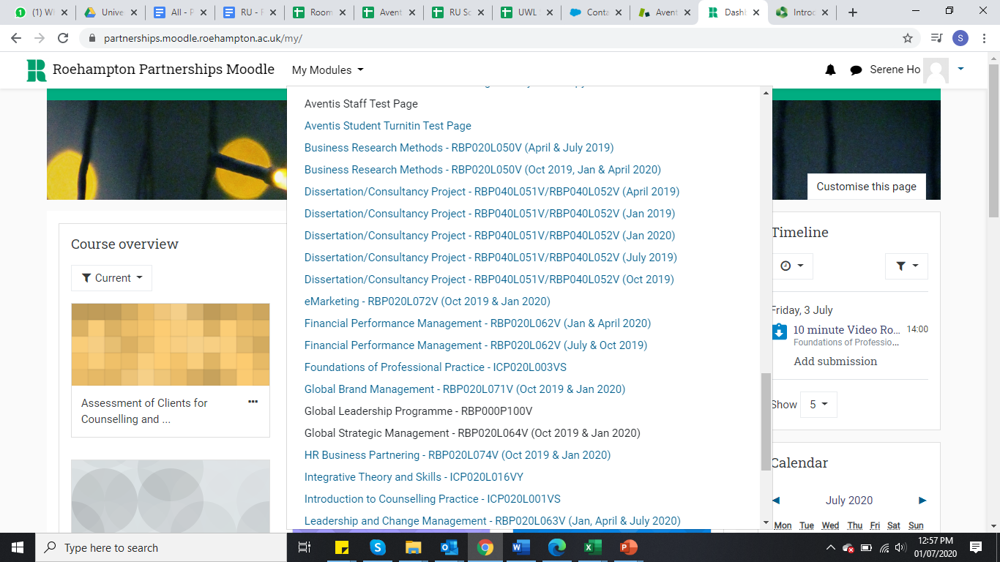 (1) W
Unive
All - P
RU - F
Room
Avent
RU Sc
UWL
Conta
Avent
Dash
Introc
partnerships.moodle.roehampton.ac.uk/my/
S
Roehampton Partnerships Moodle
My Modules
Serene Ho
Aventis Staff Test Page
Aventis Student Turnitin Test Page
Business Research Methods - RBP020L050V (April & July 2019)
Business Research Methods - RBP020L050V (Oct 2019, Jan & April 2020)
Dissertation/Consultancy Project - RBP040L051V/RBP040L052V (April 2019)
Dissertation/Consultancy Project - RBP040L051V/RBP040L052V (Jan 2019)
Dissertation/Consultancy Project - RBP040L051V/RBP040L052V (Jan 2020)
Dissertation/Consultancy Project - RBP040L051V/RBP040L052V (July 2019)
Dissertation/Consultancy Project - RBP040L051V/RBP040L052V (Oct 2019)
eMarketing - RBP020L072V (Oct 2019 & Jan 2020)
Financial Performance Management - RBP020L062V (Jan & April 2020)
Financial Performance Management - RBP020L062V (July & Oct 2019)
Foundations of Professional Practice - ICP020L003VS
Global Brand Management - RBP020L071V (Oct 2019 & Jan 2020)
Global Leadership Programme - RBP000P100V
Global Strategic Management - RBP020L064V (Oct 2019 & Jan 2020)
HR Business Partnering - RBP020L074V (Oct 2019 & Jan 2020)
Integrative Theory and Skills - ICP020L016VY
Introduction to Counselling Practice - ICP020L001VS
Leadership and Change Management - RBP020L063V (Jan, April & July 2020)
Customise this page
Course overview
Current
Assessment of Clients for
Counselling and ...
Timeline
Friday, 3 July
10 minute Video Ro... 14:00
Foundations of Professio...
Add submission
Show 5
Calendar
July 2020
Mon Tue Wed Thu Fri Sat Sun
Type here to search
12:57 PM
01/07/2020